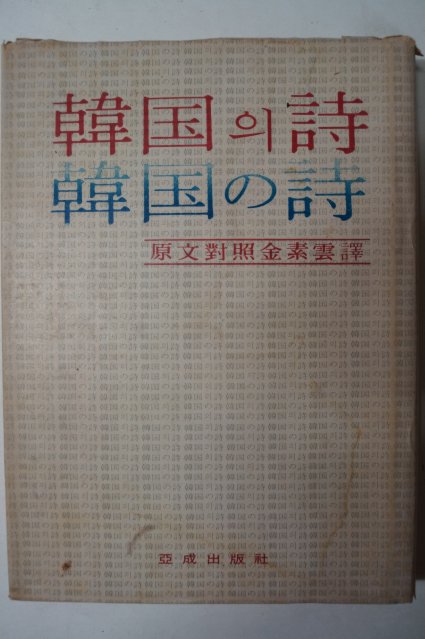 韓国의詩
韓国の詩
原文對照金素雲譯
亞成出版社